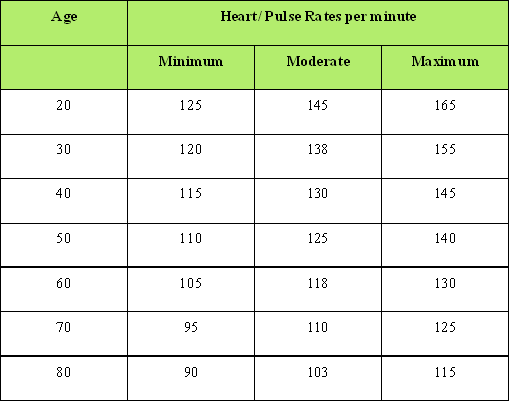 Age Heart/ Pulse Rates per minute
Minimum Moderate Maximum
20 125 145 165
30 120 138 155
40 115 130 145
50 110 125 140
60 105 118 130
70 95 110 125
80 90 103 115